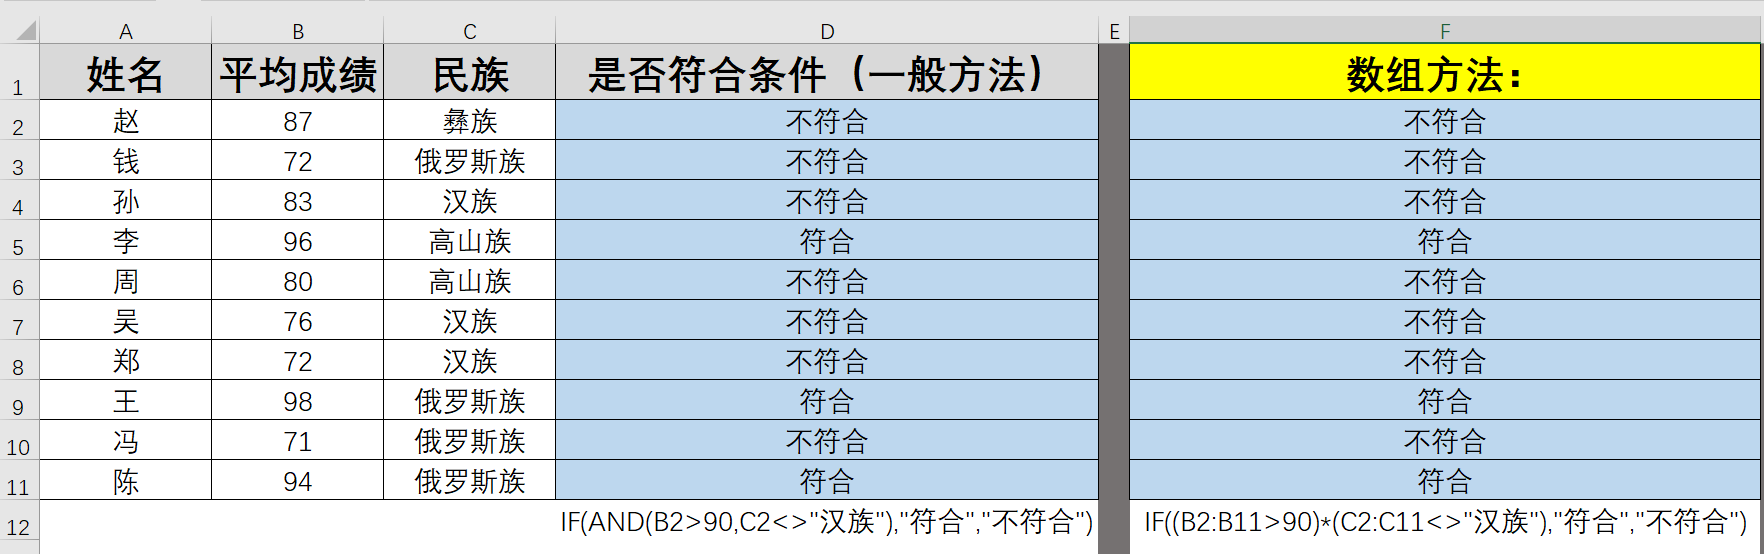 A B C D E F
1 姓名 平均成绩 民族 是否符合条件（一般方法） 数组方法：
2 赵 87 彝族 不符合 不符合
3 钱 72 俄罗斯族 不符合 不符合
4 孙 83 汉族 不符合 不符合
5 李 96 高山族 符合 符合
6 周 80 高山族 不符合 不符合
7 吴 76 汉族 不符合 不符合
8 郑 72 汉族 不符合 不符合
9 王 98 俄罗斯族 符合 符合
10 冯 71 俄罗斯族 不符合 不符合
11 陈 94 俄罗斯族 符合 符合
12 IF(AND(B2>90,C2<>"汉族"),"符合","不符合") IF((B2:B11>90)*(C2:C11<>"汉族"),"符合","不符合")